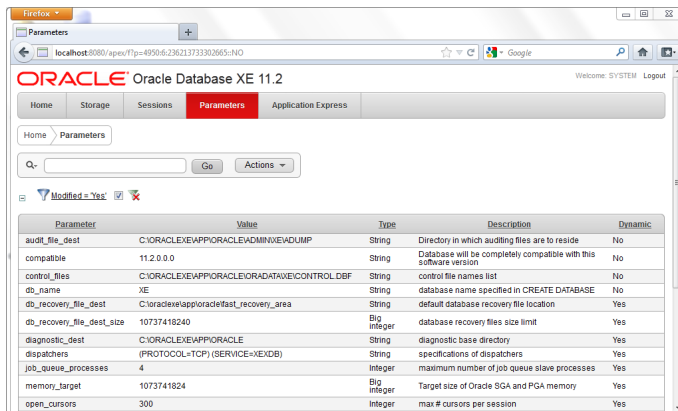 Firefox
Parameters
localhost:8080/apex/f?p=4950:6:236213733302665::NO
Google
ORACLE Oracle Database XE 11.2
Welcome: SYSTEM Logout
Home Storage Sessions Parameters Application Express
Home Parameters
Go Actions
Modified = 'Yes'
Parameter Value Type Description Dynamic
audit_file_dest C:\ORACLEXE\APP\ORACLE\ADMIN\XE\ADUMP String Directory in which auditing files are to reside No
compatible 11.2.0.0.0 String Database will be completely compatible with this software version No
control_files C:\ORACLEXE\APP\ORACLE\ORADATA\XE\CONTROL.DBF String control file names list No
db_name XE String database name specified in CREATE DATABASE No
db_recovery_file_dest C:\oraclexe\app\oracle\fast_recovery_area String default database recovery file location Yes
db_recovery_file_dest_size 10737418240 Big integer database recovery files size limit Yes
diagnostic_dest C:\ORACLEXE\APP\ORACLE String diagnostic base directory Yes
dispatchers (PROTOCOL=TCP) (SERVICE=XEXDB) String specifications of dispatchers Yes
job_queue_processes 4 Integer maximum number of job queue slave processes Yes
memory_target 1073741824 Big integer Target size of Oracle SGA and PGA memory Yes
open_cursors 300 Integer max # cursors per session Yes